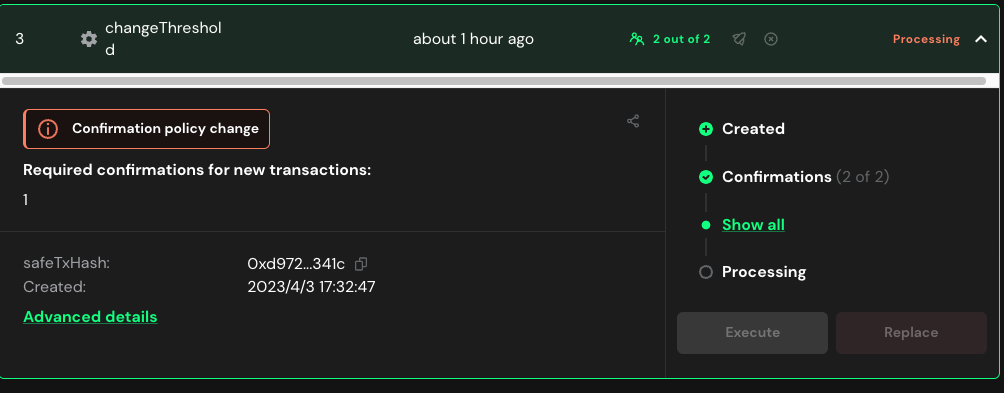 3
changeThreshol
d
about 1 hour ago
2 out of 2
Processing
Confirmation policy change
Required confirmations for new transactions:
1
safeTxHash: 0xd972...341c
Created: 2023/4/3 17:32:47
Advanced details
Created
Confirmations (2 of 2)
Show all
Processing
Execute
Replace